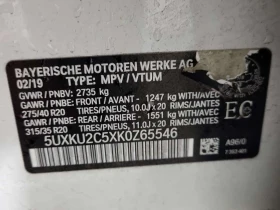 BAYERISCHE MOTOREN WERKE AG
02/19 TYPE: MPV / VTUM
GVWR / PNBV: 2735 kg
GAWR / PNBE: FRONT / AVANT - 1247 kg WITH/AVEC
275/40 R20 TIRES/PNEUS, 10.0J x 20 RIMS/JANTES
GAWR / PNBE: REAR / ARRIERE - 1551 kg WITH/AVEC
315/35 R20 TIRES/PNEUS, 11.0J x 20 RIMS/JANTES
EC
5UXKU2C5XK0Z65546
A96/0